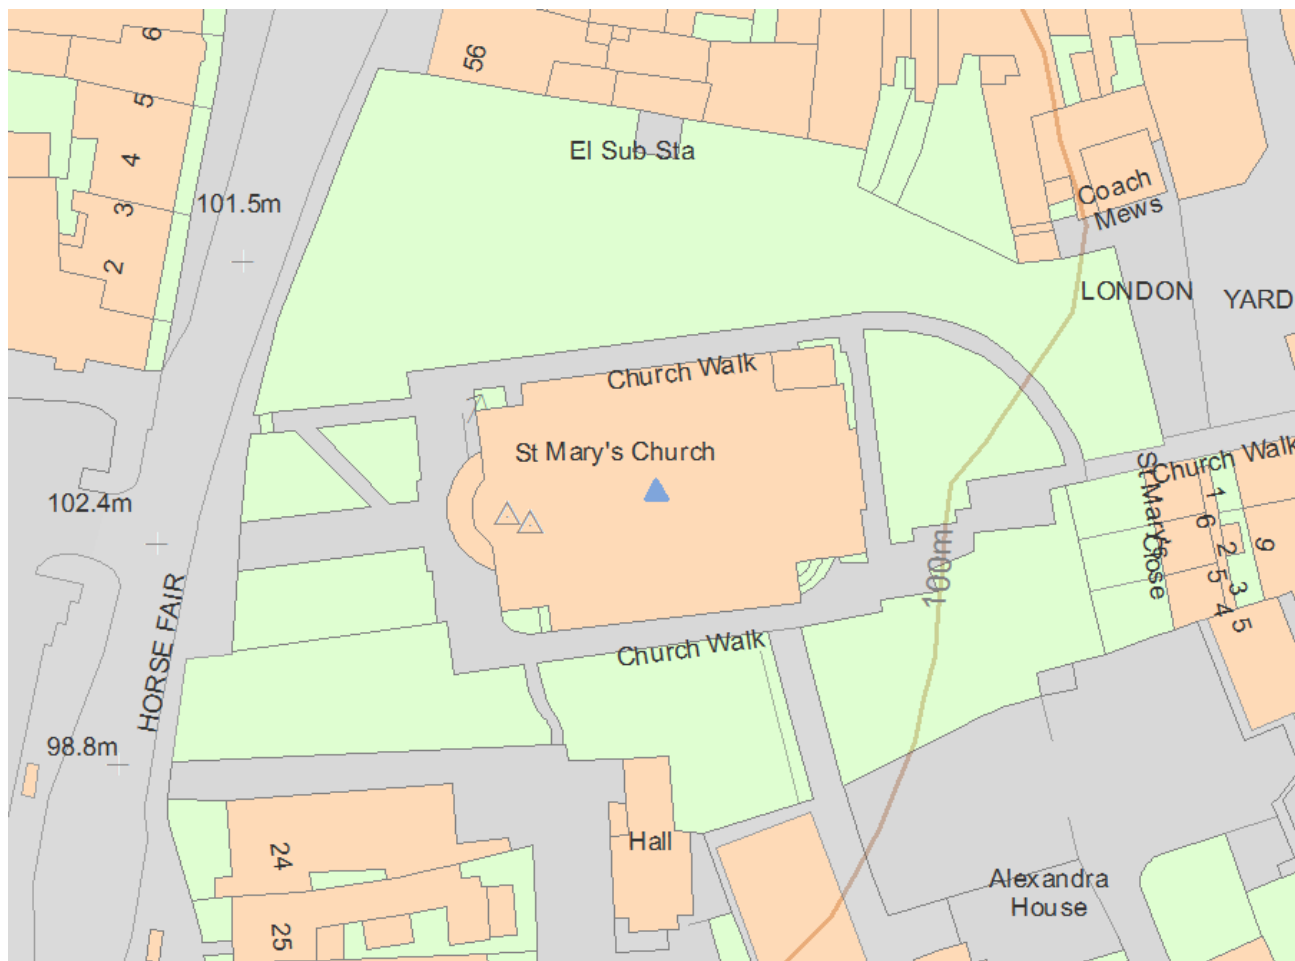 6
56
5
El Sub Sta
4
Coach
Mews
3
101.5m
2
LONDON YARD
Church Walk
St Mary's Church
Church Walk
St Mary's
Close
102.4m
1
6
2
9
5
3
4
5
100m
HORSE FAIR
Church Walk
98.8m
Hall
24
Alexandra
House
25